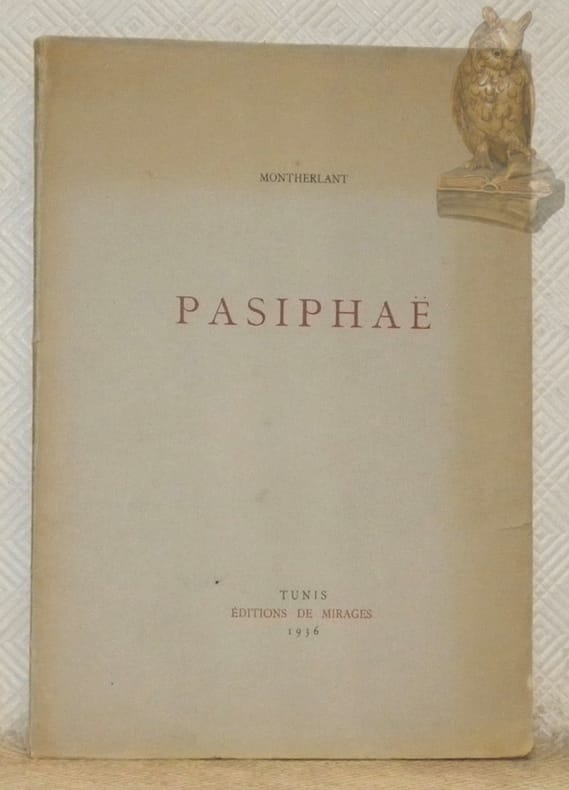 MONTHERLANT
PASIPHAË
TUNIS
ÉDITIONS DE MIRAGES
1936